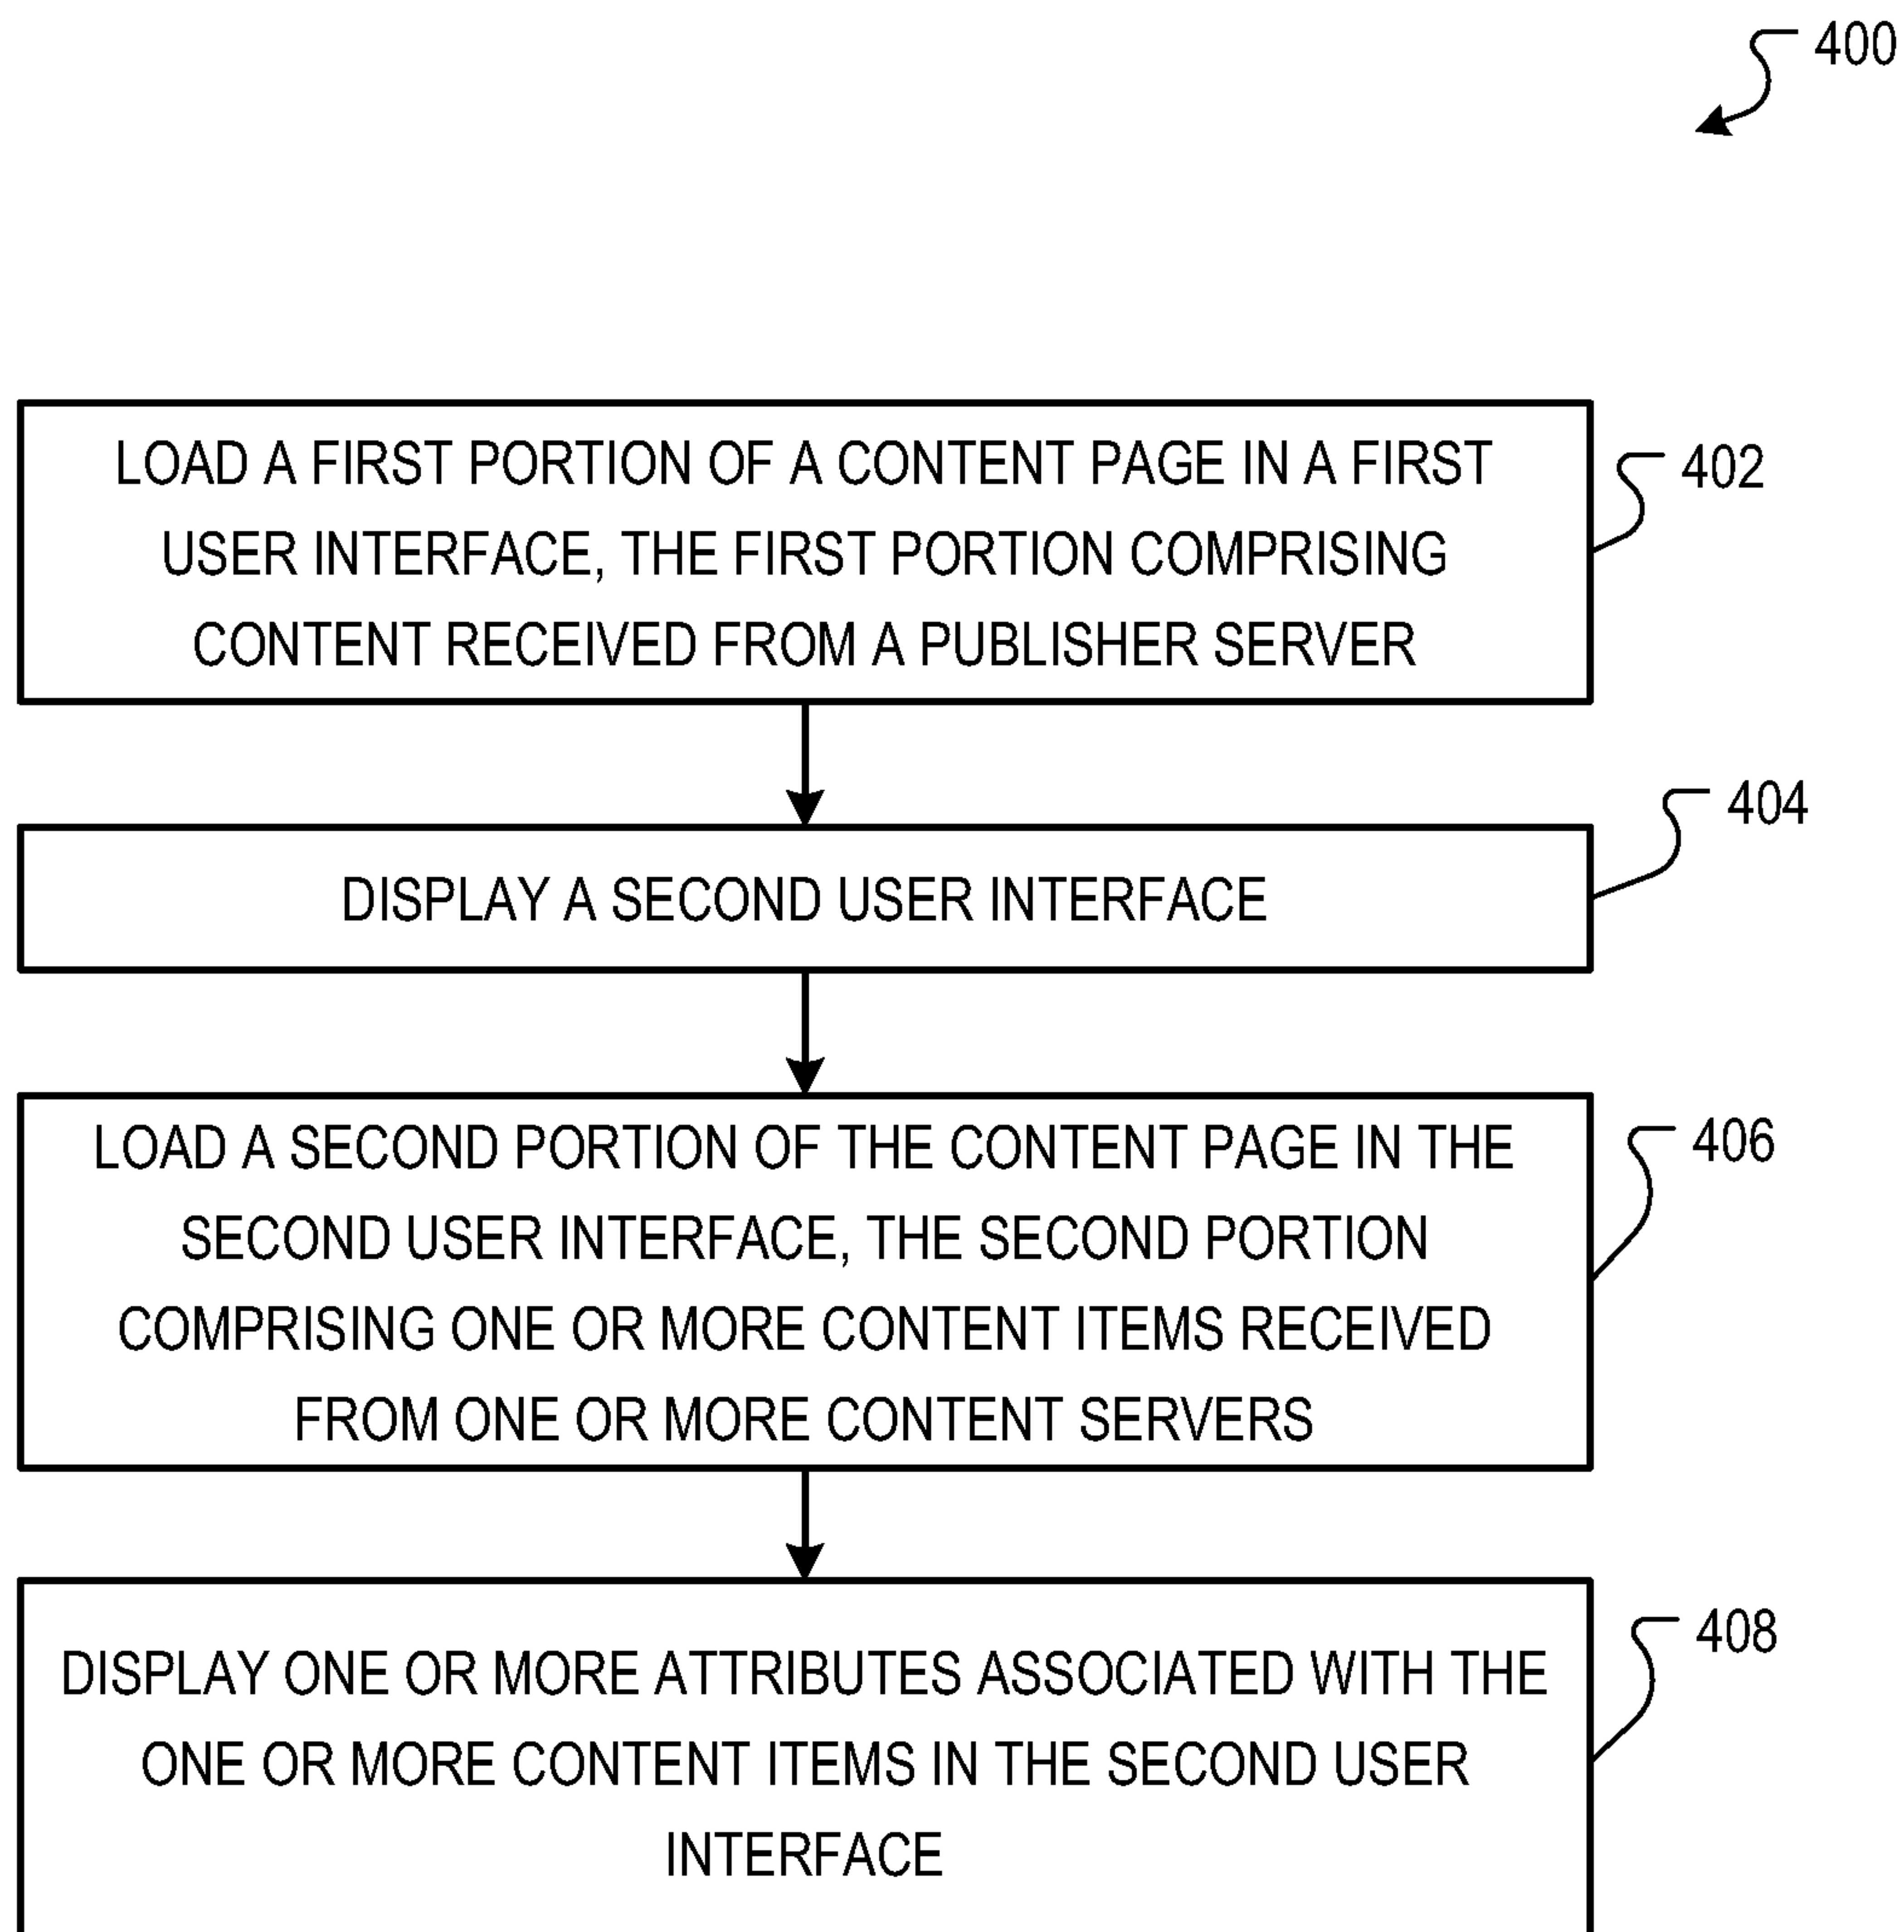 400
LOAD A FIRST PORTION OF A CONTENT PAGE IN A FIRST
USER INTERFACE, THE FIRST PORTION COMPRISING
CONTENT RECEIVED FROM A PUBLISHER SERVER
402
404
DISPLAY A SECOND USER INTERFACE
LOAD A SECOND PORTION OF THE CONTENT PAGE IN THE
SECOND USER INTERFACE, THE SECOND PORTION
COMPRISING ONE OR MORE CONTENT ITEMS RECEIVED
FROM ONE OR MORE CONTENT SERVERS
406
DISPLAY ONE OR MORE ATTRIBUTES ASSOCIATED WITH THE
ONE OR MORE CONTENT ITEMS IN THE SECOND USER
INTERFACE
408